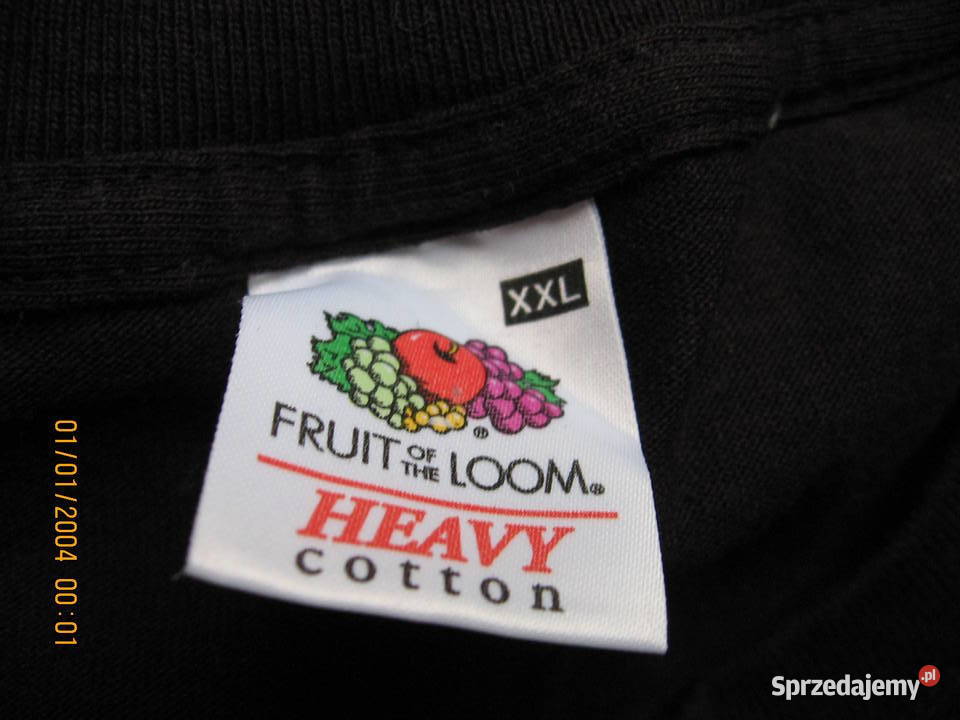 XXL
FRUIT OF THE LOOM®
HEAVY
cotton
01/01/2004 00:01
Sprzedajemy.pl